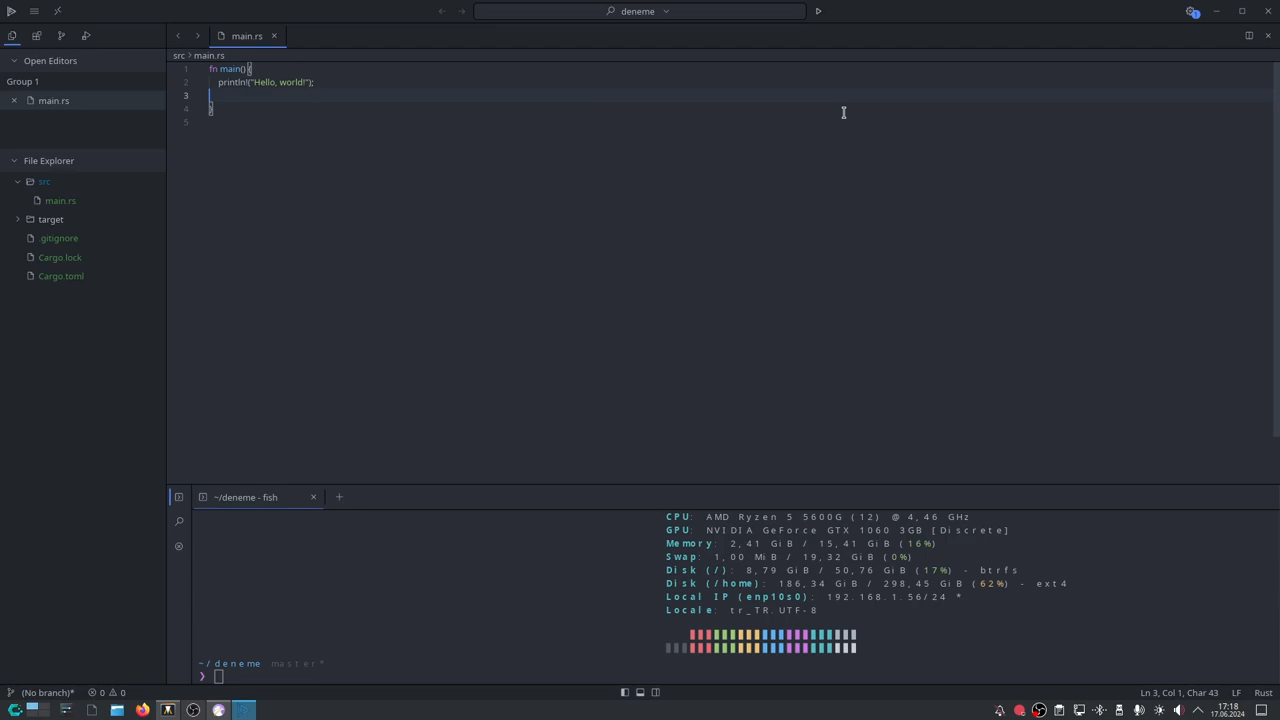 deneme
main.rs
Open Editors
Group 1
main.rs
File Explorer
src
main.rs
target
.gitignore
Cargo.lock
Cargo.toml
src > main.rs
1 fn main() {
2 println!("Hello, world!");
3
4 }
5
~/deneme - fish
CPU: AMD Ryzen 5 5600G (12) @ 4,46 GHz
GPU: NVIDIA GeForce GTX 1060 3GB [Discrete]
Memory: 2,41 GiB / 15,41 GiB (16%)
Swap: 1,00 MiB / 19,32 GiB (0%)
Disk (/): 8,79 GiB / 50,76 GiB (17%) - btrfs
Disk (/home): 186,34 GiB / 298,45 GiB (62%) - ext4
Local IP (enp10s0): 192.168.1.56/24 *
Locale: tr_TR.UTF-8
~/deneme master*
❯
(No branch)* 0 0
Ln 3, Col 1, Char 43 LF Rust
17:18
17.06.2024